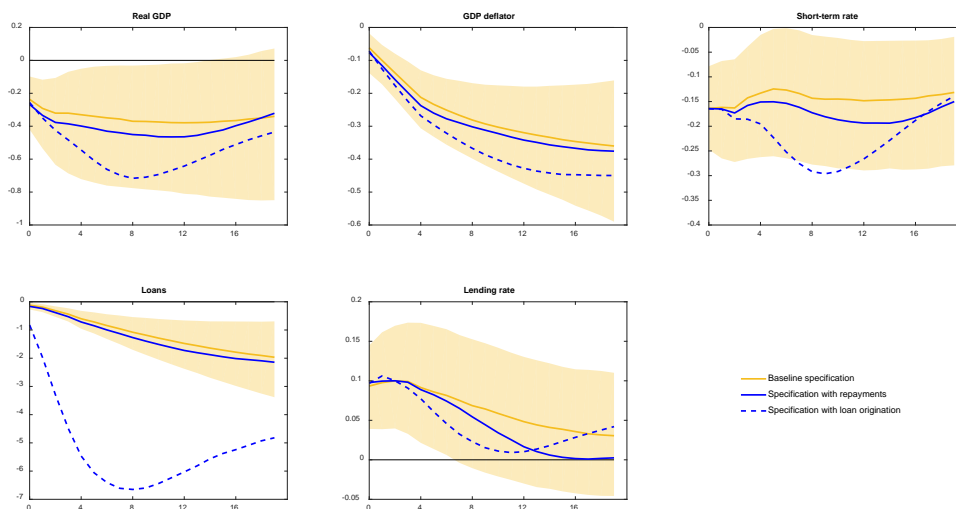 Real GDP
0.2
0
-0.2
-0.4
-0.6
-0.8
-1
0 4 8 12 16
GDP deflator
0
-0.1
-0.2
-0.3
-0.4
-0.5
-0.6
0 4 8 12 16
Short-term rate
0
-0.05
-0.1
-0.15
-0.2
-0.25
-0.3
-0.35
-0.4
0 4 8 12 16
Loans
0
-1
-2
-3
-4
-5
-6
-7
0 4 8 12 16
Lending rate
0.2
0.15
0.1
0.05
0
-0.05
0 4 8 12 16
Baseline specification
Specification with repayments
Specification with loan origination